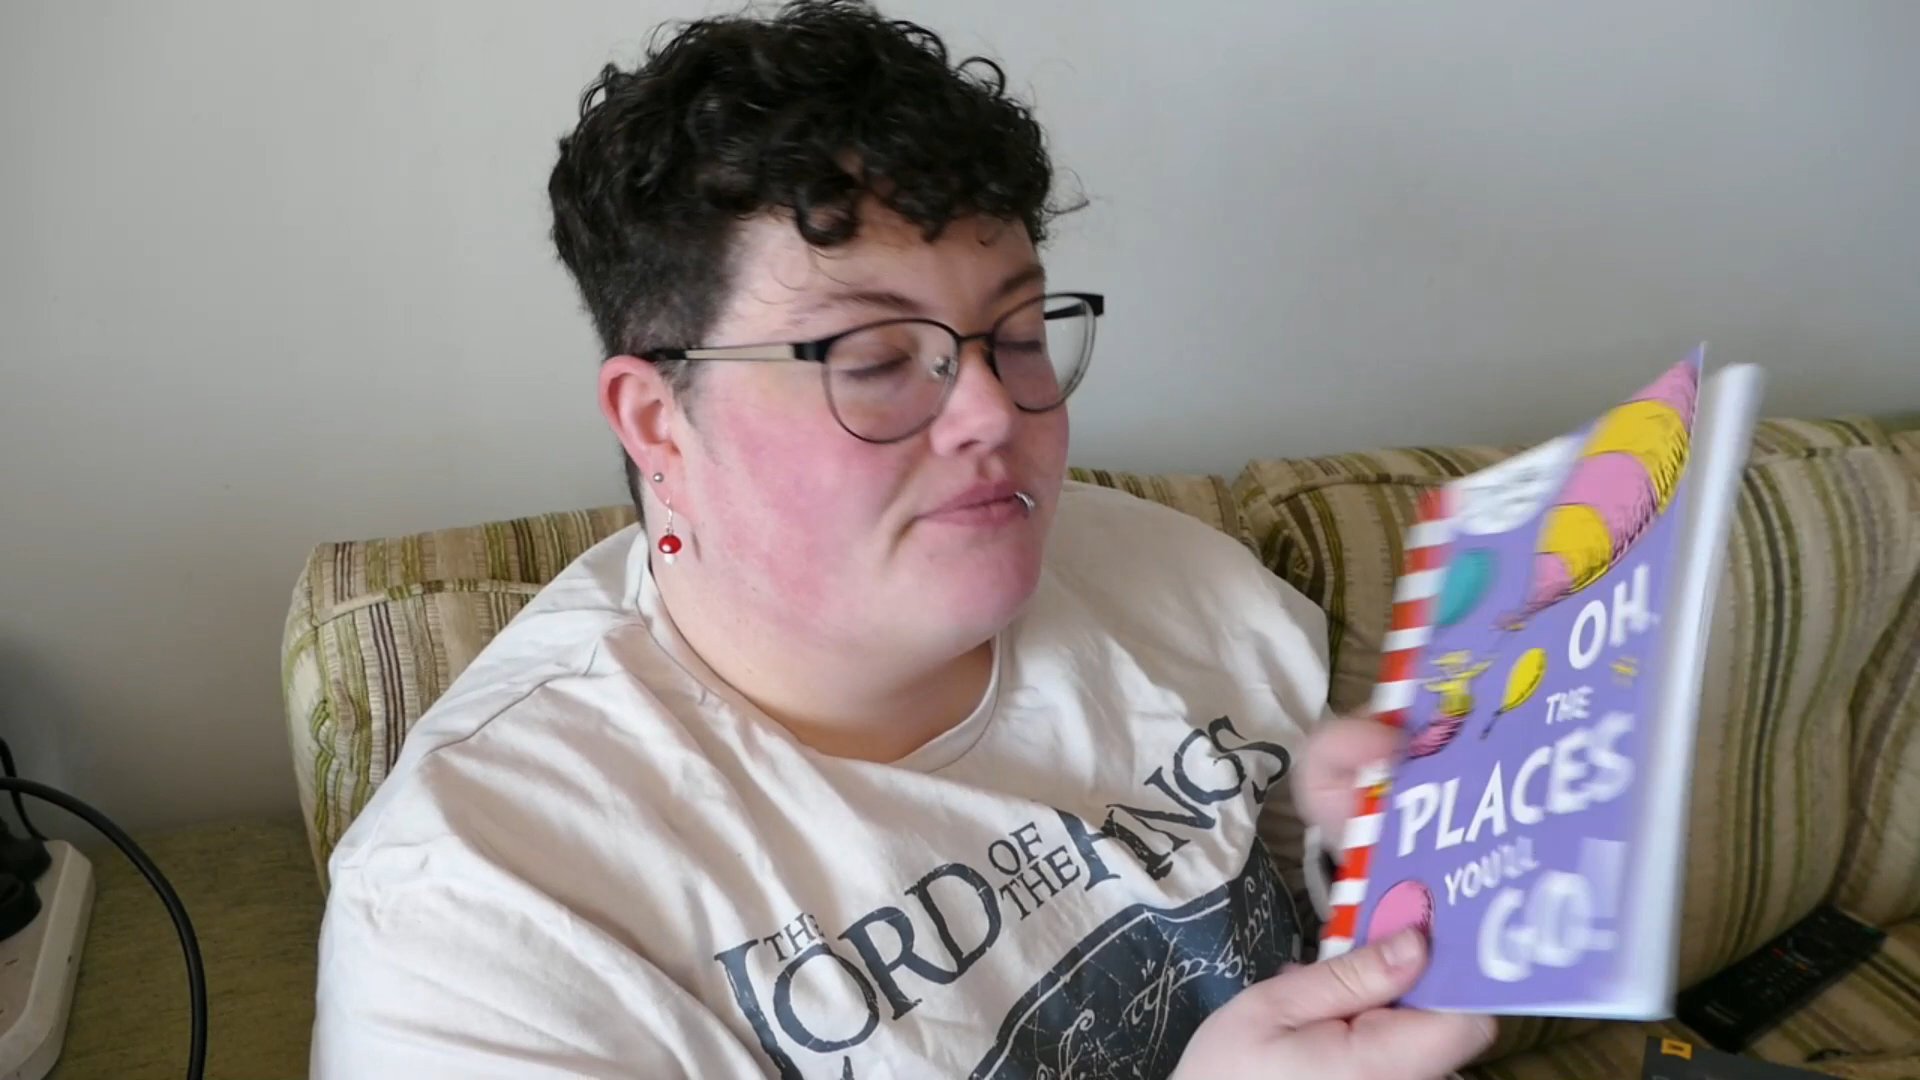 THE
LORD
OF
THE
RINGS
OH,
THE
PLACES
YOU'LL
GO!